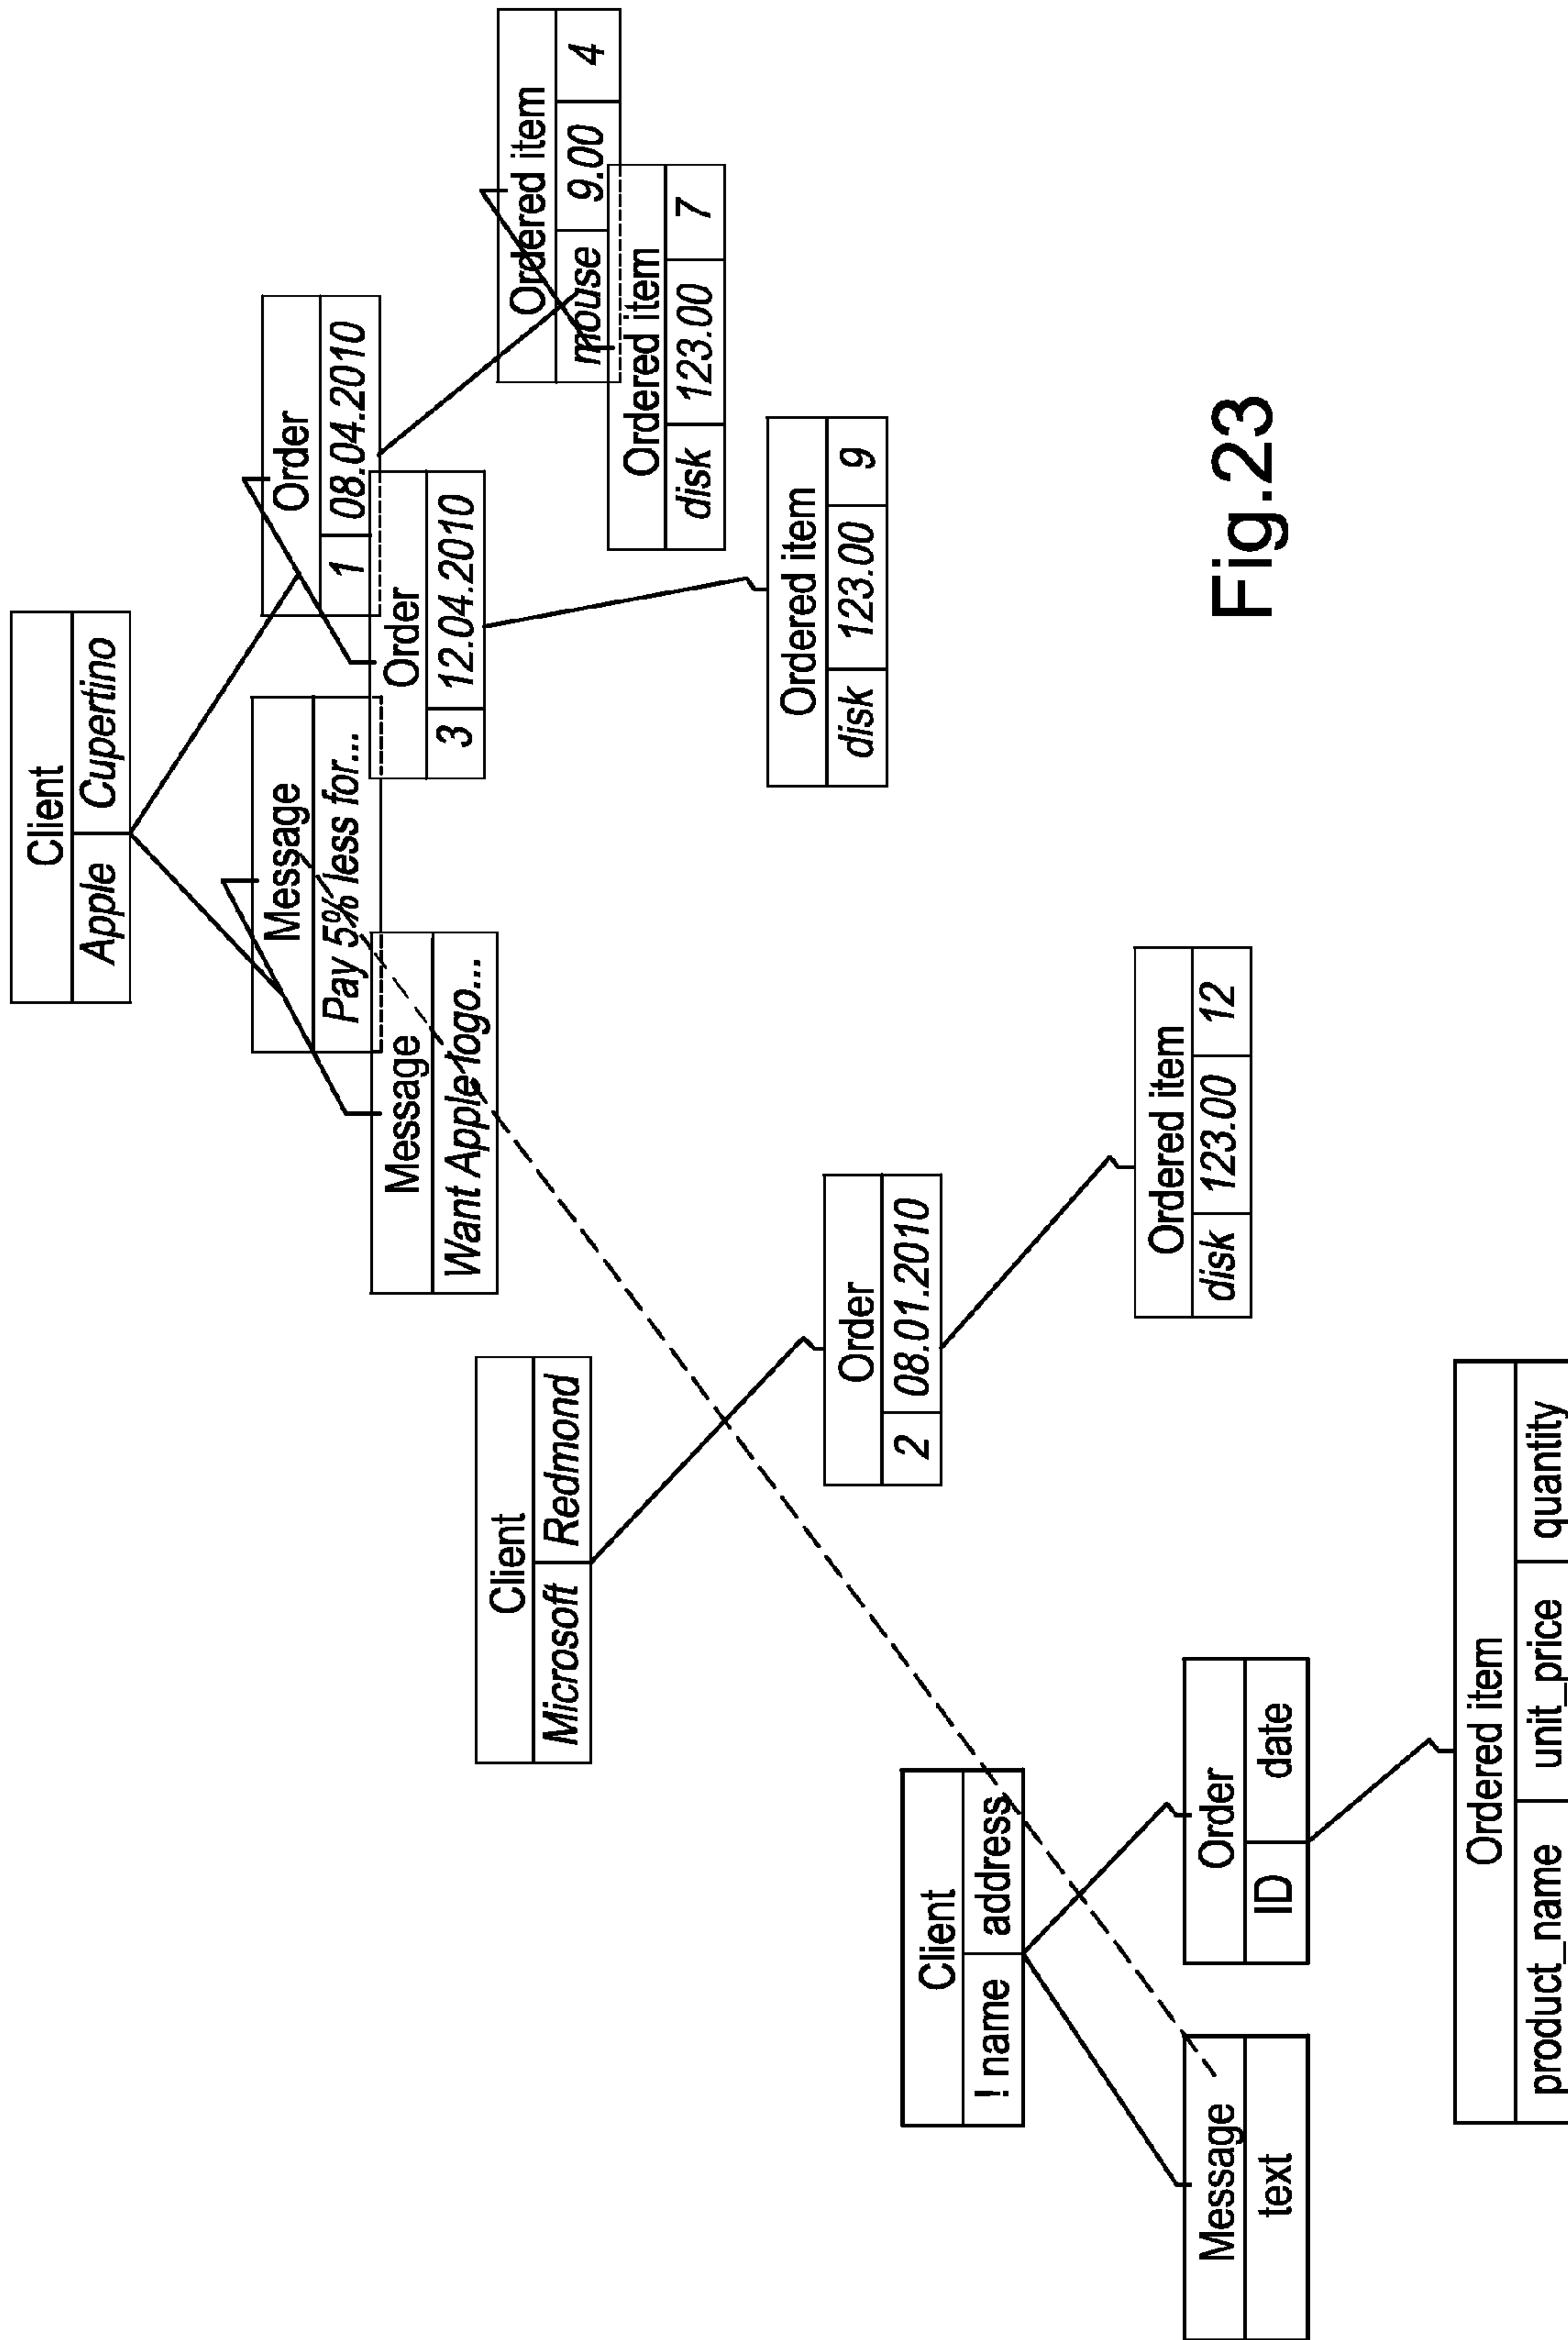 Client
Apple Cupertino
Message
Pay 5% less for...
Message
Want Apple logo...
Order
1 08.04.2010
Order
3 12.04.2010
Ordered item
mouse 9.00 4
Ordered item
disk 123.00 7
Ordered item
disk 123.00 9
Client
Microsoft Redmond
Order
2 08.01.2010
Ordered item
disk 123.00 12
Client
! name address
Message
text
Order
ID date
Ordered item
product_name unit_price quantity
Fig.23